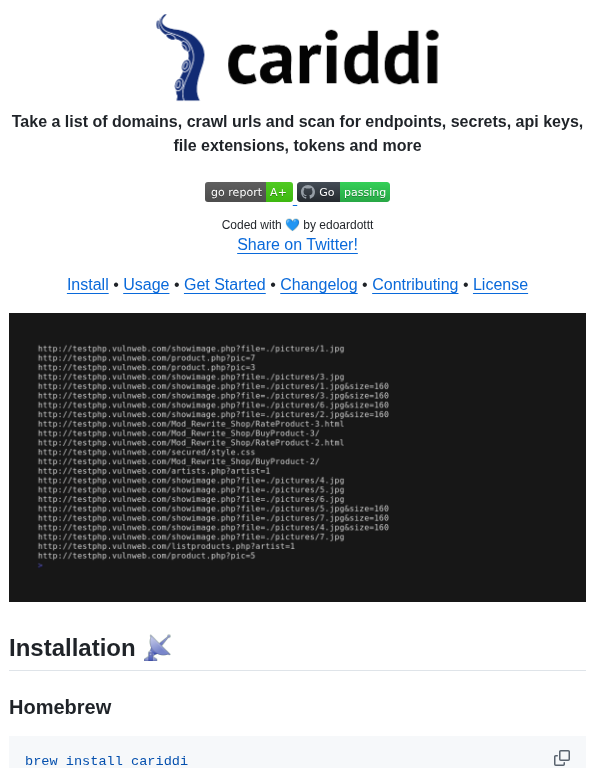 cariddi
Take a list of domains, crawl urls and scan for endpoints, secrets, api keys,
file extensions, tokens and more
go report A+ Go passing
Coded with 💙 by edoardottt
Share on Twitter!
Install • Usage • Get Started • Changelog • Contributing • License
http://testphp.vulnweb.com/showimage.php?file=./pictures/1.jpg
http://testphp.vulnweb.com/product.php?pic=7
http://testphp.vulnweb.com/product.php?pic=3
http://testphp.vulnweb.com/showimage.php?file=./pictures/3.jpg
http://testphp.vulnweb.com/showimage.php?file=./pictures/1.jpg&size=160
http://testphp.vulnweb.com/showimage.php?file=./pictures/3.jpg&size=160
http://testphp.vulnweb.com/showimage.php?file=./pictures/6.jpg&size=160
http://testphp.vulnweb.com/showimage.php?file=./pictures/2.jpg&size=160
http://testphp.vulnweb.com/Mod_Rewrite_Shop/RateProduct-3.html
http://testphp.vulnweb.com/Mod_Rewrite_Shop/BuyProduct-3/
http://testphp.vulnweb.com/Mod_Rewrite_Shop/RateProduct-2.html
http://testphp.vulnweb.com/secured/style.css
http://testphp.vulnweb.com/Mod_Rewrite_Shop/BuyProduct-2/
http://testphp.vulnweb.com/artists.php?artist=1
http://testphp.vulnweb.com/showimage.php?file=./pictures/4.jpg
http://testphp.vulnweb.com/showimage.php?file=./pictures/5.jpg
http://testphp.vulnweb.com/showimage.php?file=./pictures/6.jpg
http://testphp.vulnweb.com/showimage.php?file=./pictures/5.jpg&size=160
http://testphp.vulnweb.com/showimage.php?file=./pictures/7.jpg&size=160
http://testphp.vulnweb.com/showimage.php?file=./pictures/4.jpg&size=160
http://testphp.vulnweb.com/showimage.php?file=./pictures/7.jpg
http://testphp.vulnweb.com/listproducts.php?artist=1
http://testphp.vulnweb.com/product.php?pic=5
>
Installation 📡
Homebrew
brew install cariddi